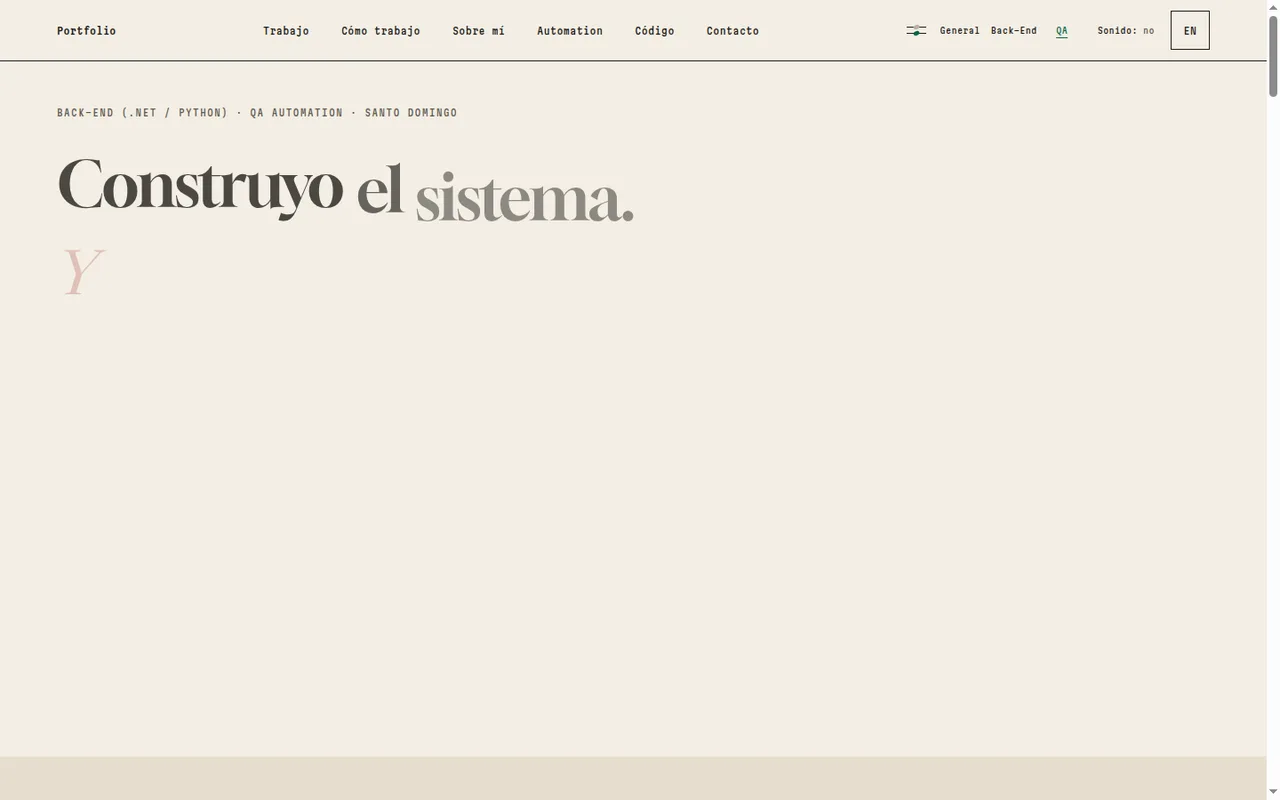 Portfolio Trabajo Cómo trabajo Sobre mí Automation Código Contacto General Back-End QA Sonido: no EN
BACK-END (.NET / PYTHON) · QA AUTOMATION · SANTO DOMINGO
Construyo el sistema.
Y